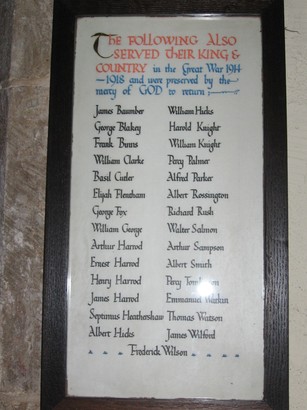 The following also
served their King &
Country in the Great War 1914
-1918 and were preserved by the
mercy of GOD to return
James Baumber William Hicks
George Blakey Harold Knight
Frank Binns William Knight
William Clarke Percy Palmer
Basil Cutler Alfred Parker
Elijah Flintham Albert Rossington
George Fox Richard Rush
William George Walter Salmon
Arthur Harrod Arthur Sampson
Ernest Harrod Albert Smith
Henry Harrod Percy
James Harrod Emmanuel
Septimus Heathershaw Thomas Watson
Albert Hicks James Wilford
Frederick Wilson